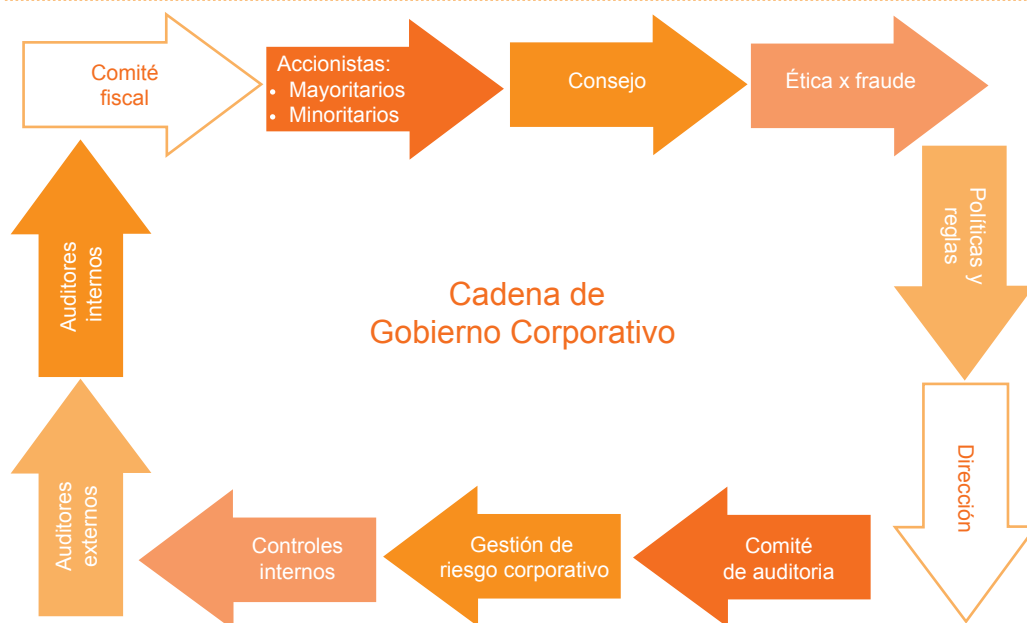 Comité
fiscal
Accionistas:
• Mayoritarios
• Minoritarios
Consejo
Ética x fraude
Políticas y
reglas
Dirección
Comité
de auditoria
Gestión de
riesgo corporativo
Controles
internos
Auditores
externos
Auditores
internos
Cadena de
Gobierno Corporativo